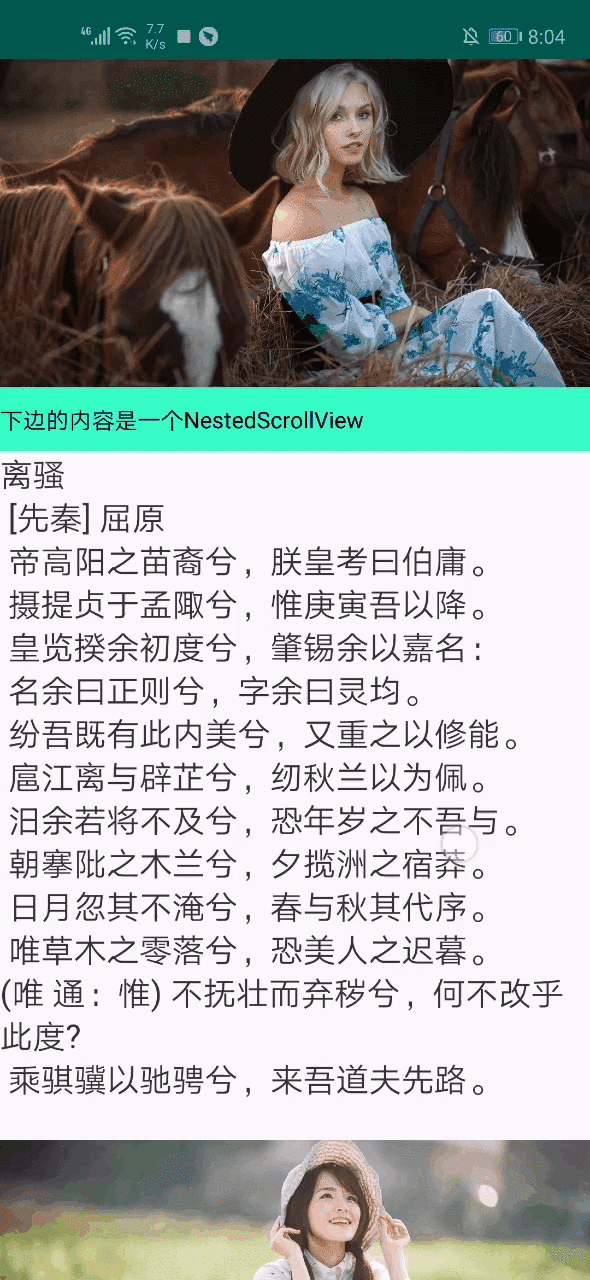 4G 7.7 K/s 60 8:04
下边的内容是一个NestedScrollView
离骚
[先秦] 屈原
帝高阳之苗裔兮，朕皇考曰伯庸。
摄提贞于孟陬兮，惟庚寅吾以降。
皇览揆余初度兮，肇锡余以嘉名：
名余曰正则兮，字余曰灵均。
纷吾既有此内美兮，又重之以修能。
扈江离与辟芷兮，纫秋兰以为佩。
汩余若将不及兮，恐年岁之不吾与。
朝搴阰之木兰兮，夕揽洲之宿莽。
日月忽其不淹兮，春与秋其代序。
唯草木之零落兮，恐美人之迟暮。
(唯 通：惟) 不抚壮而弃秽兮，何不改乎
此度?
乘骐骥以驰骋兮，来吾道夫先路。